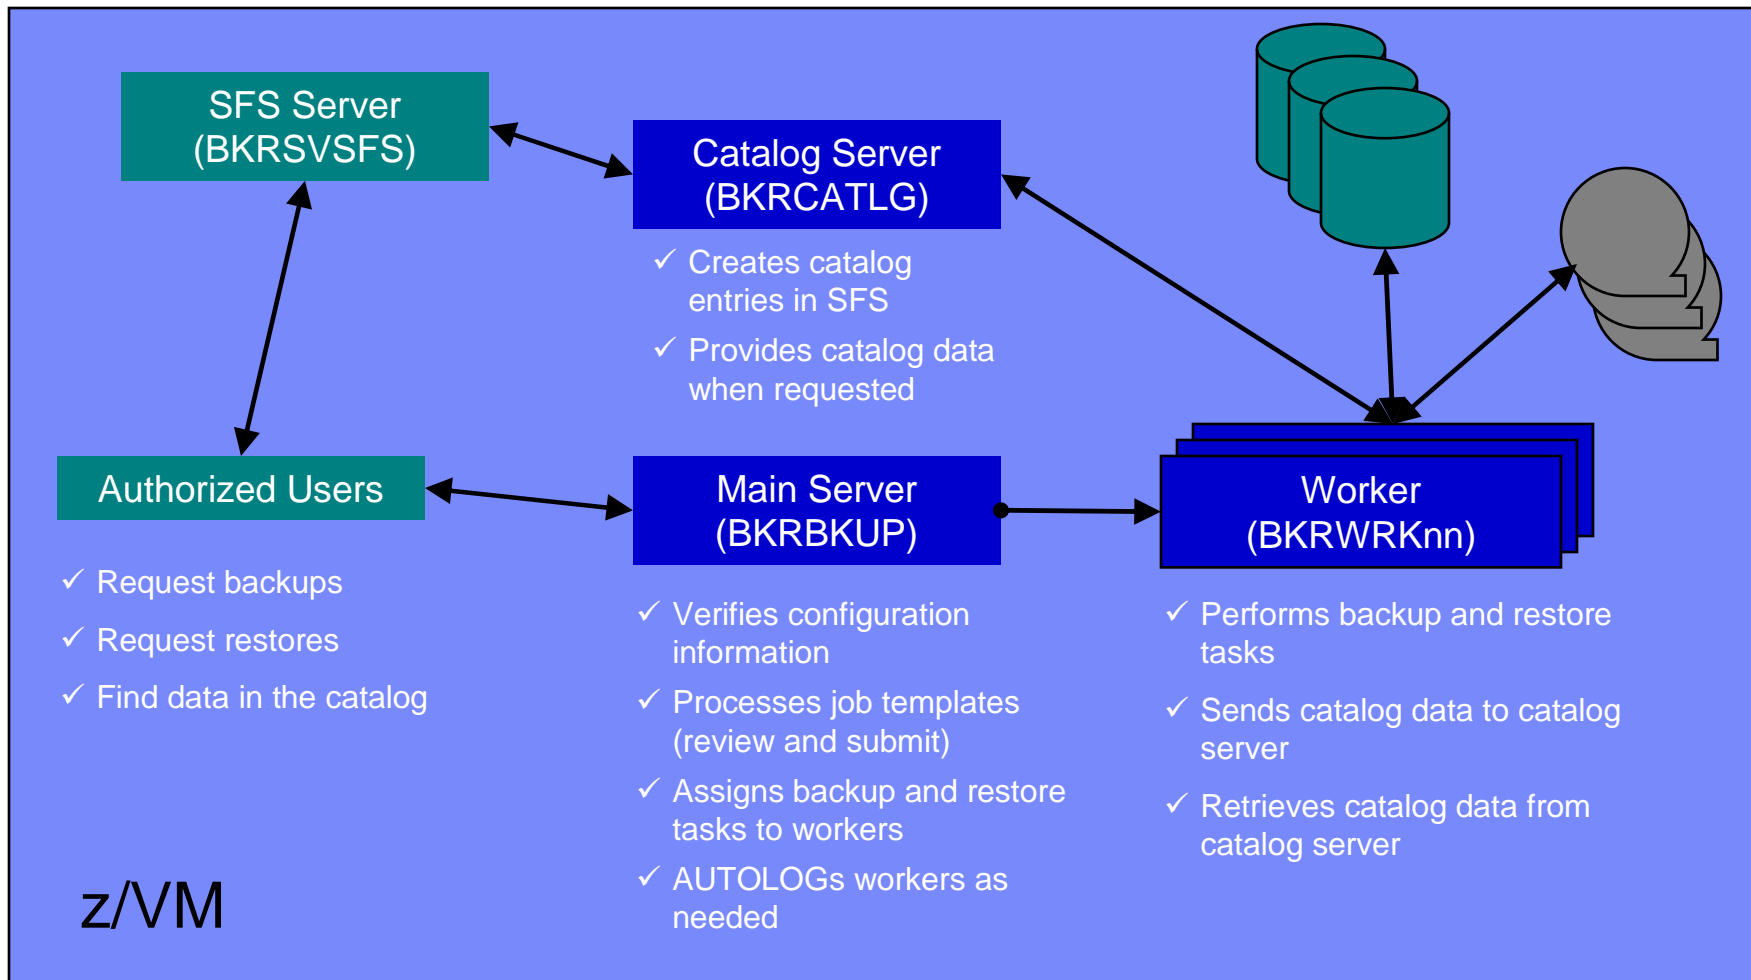 SFS Server
(BKRSVSFS)
Catalog Server
(BKRCATLG)
✓ Creates catalog
entries in SFS
✓ Provides catalog data
when requested
Authorized Users
✓ Request backups
✓ Request restores
✓ Find data in the catalog
Main Server
(BKRBKUP)
✓ Verifies configuration
information
✓ Processes job templates
(review and submit)
✓ Assigns backup and restore
tasks to workers
✓ AUTOLOGs workers as
needed
Worker
(BKRWRKnn)
✓ Performs backup and restore
tasks
✓ Sends catalog data to catalog
server
✓ Retrieves catalog data from
catalog server
z/VM